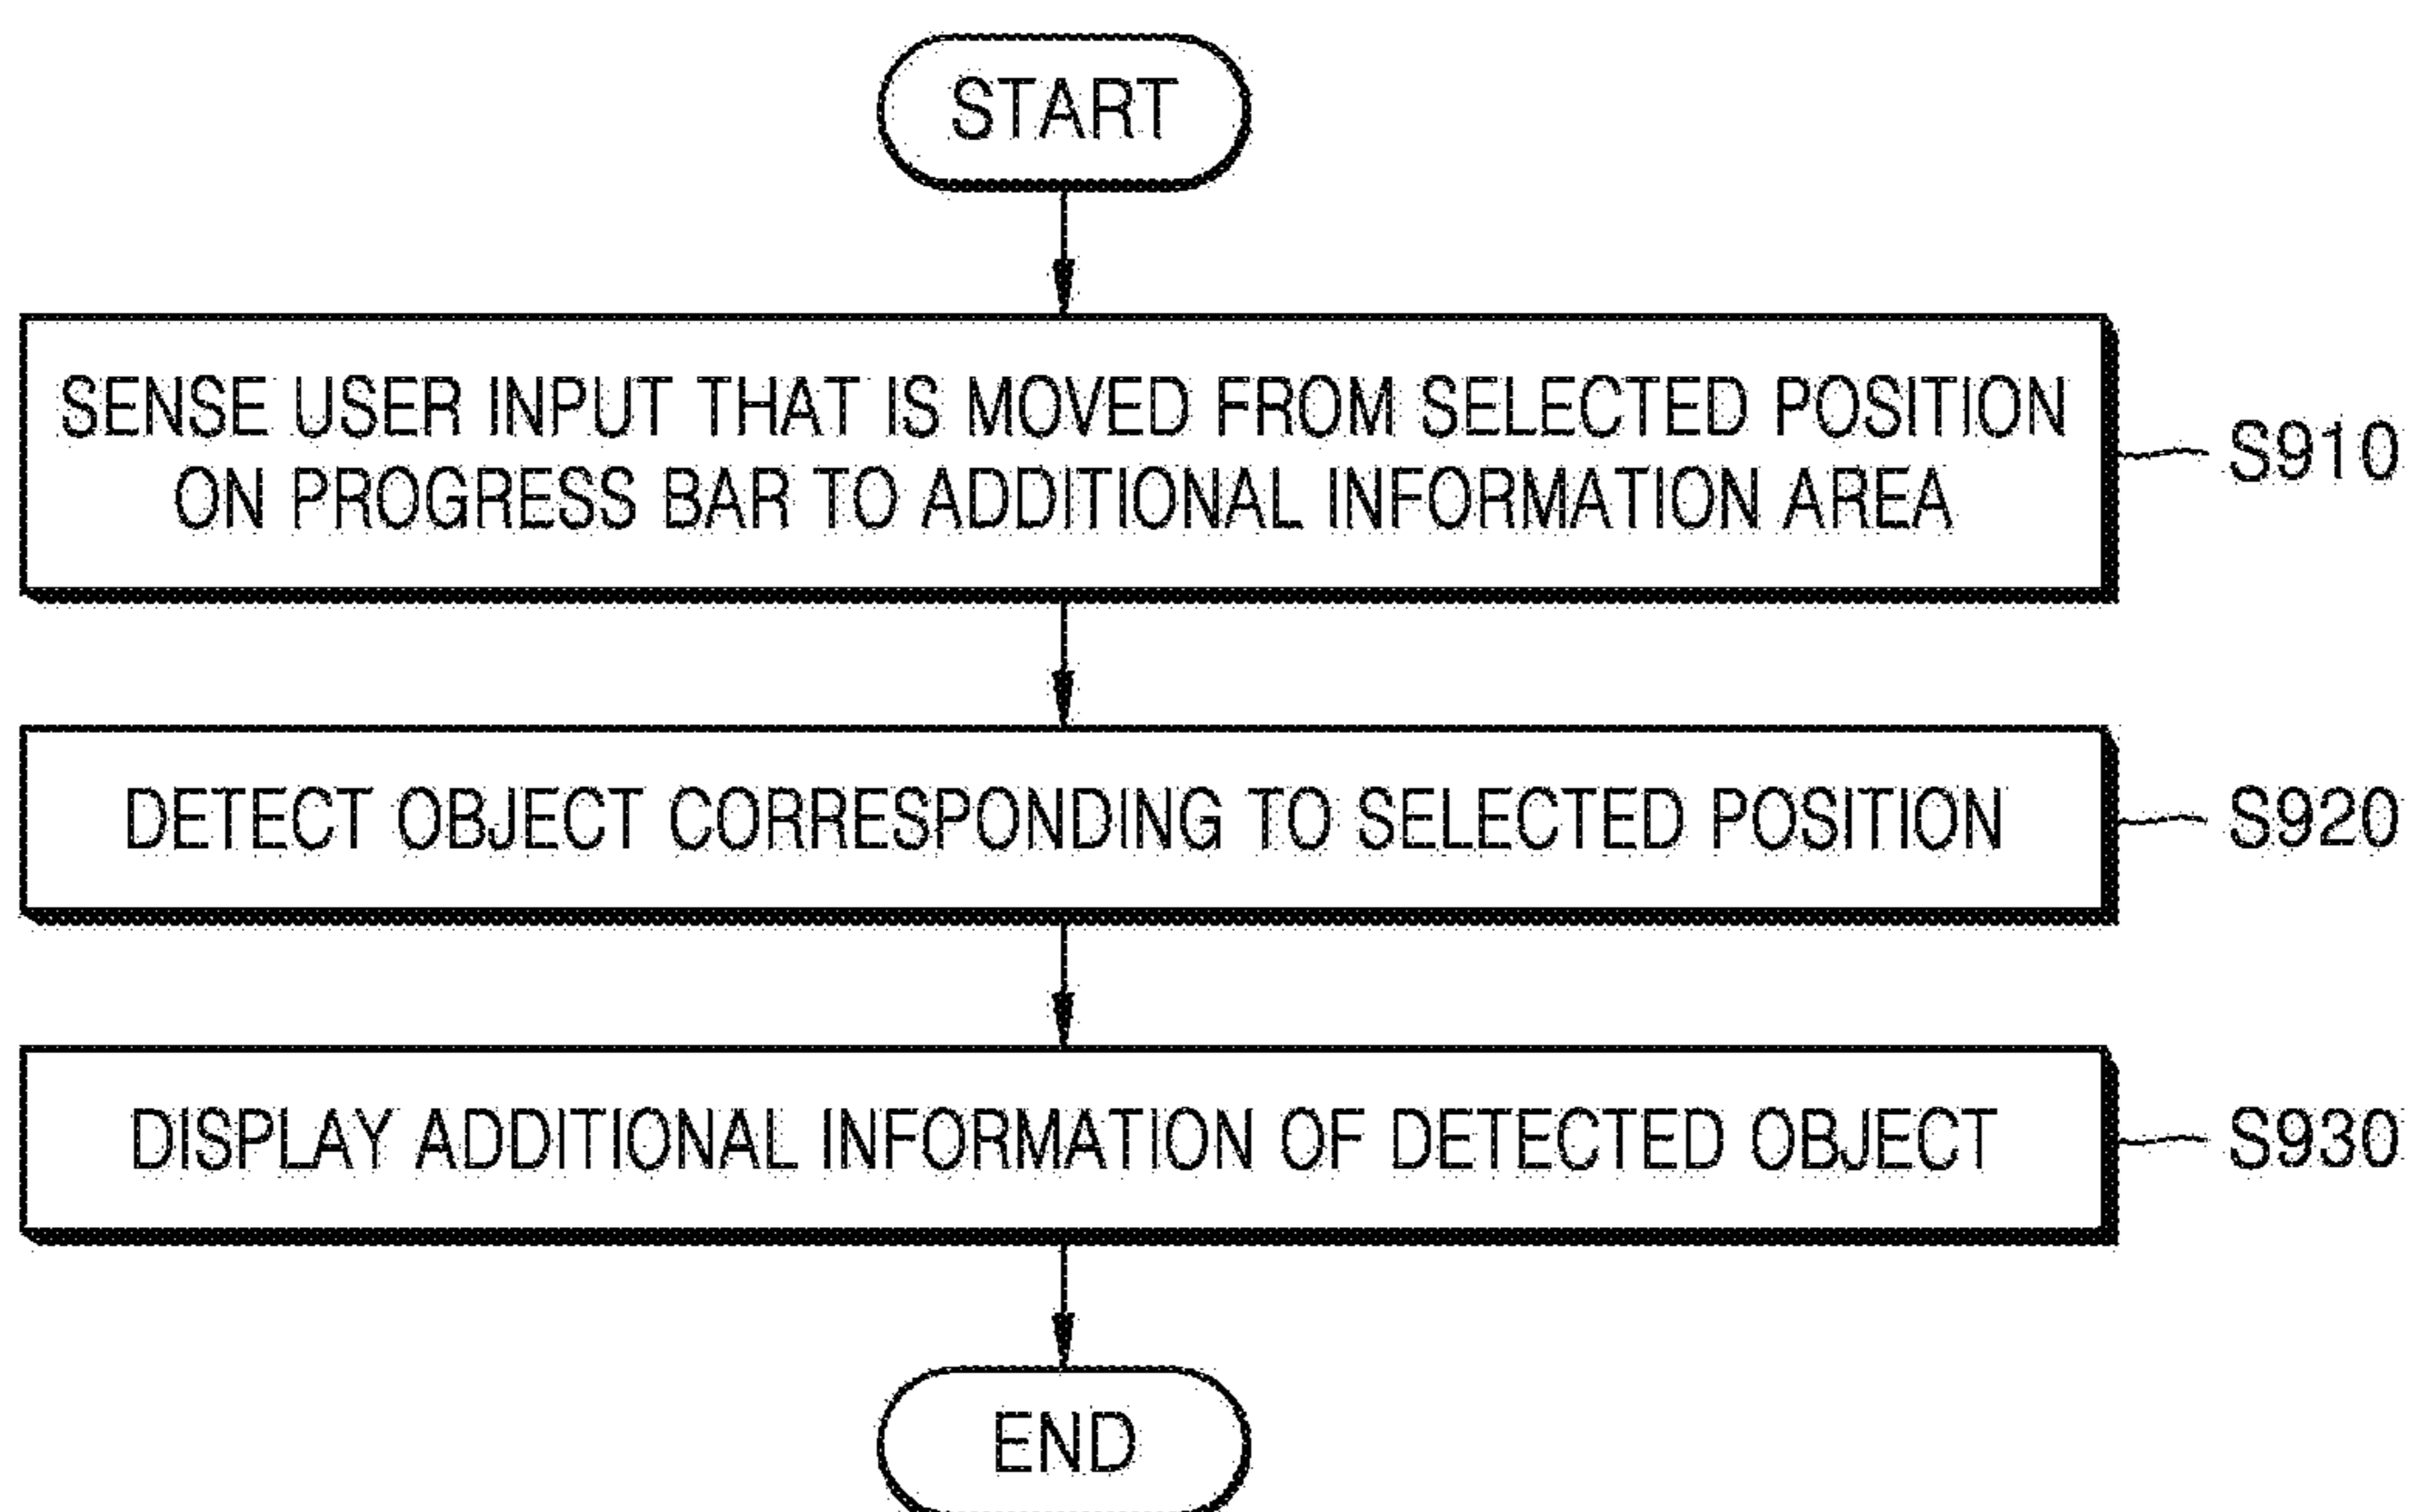 START
SENSE USER INPUT THAT IS MOVED FROM SELECTED POSITION
ON PROGRESS BAR TO ADDITIONAL INFORMATION AREA
S910
DETECT OBJECT CORRESPONDING TO SELECTED POSITION
S920
DISPLAY ADDITIONAL INFORMATION OF DETECTED OBJECT
S930
END